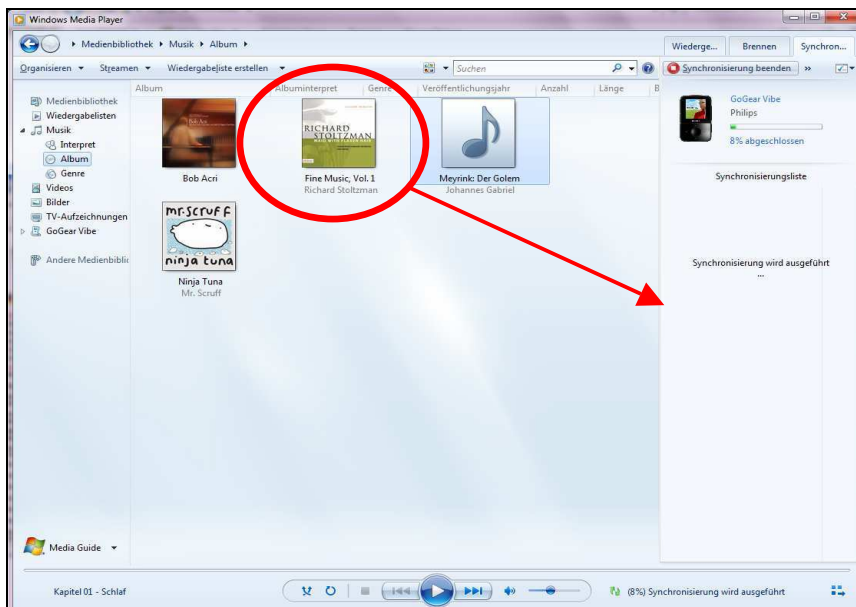 Windows Media Player
Medienbibliothek ▸ Musik ▸ Album ▸
Wiederge... Brennen Synchron...
Organisieren Streamen Wiedergabeliste erstellen Suchen Synchronisierung beenden »
Album Albuminterpret Genre Veröffentlichungsjahr Anzahl Länge B
Medienbibliothek
Wiedergabelisten
Musik
Interpret
Album
Genre
Videos
Bilder
TV-Aufzeichnungen
GoGear Vibe
Andere Medienbiblic
Bob Acri
Bob Acri
RICHARD
STOLTZMAN
Fine Music, Vol. 1
Richard Stoltzman
Meyrink: Der Golem
Johannes Gabriel
mr.scruff
ninja tuna
Ninja Tuna
Mr. Scruff
GoGear Vibe
Philips
8% abgeschlossen
Synchronisierungsliste
Synchronisierung wird ausgeführt
...
Media Guide
Kapitel 01 - Schlaf
(8%) Synchronisierung wird ausgeführt